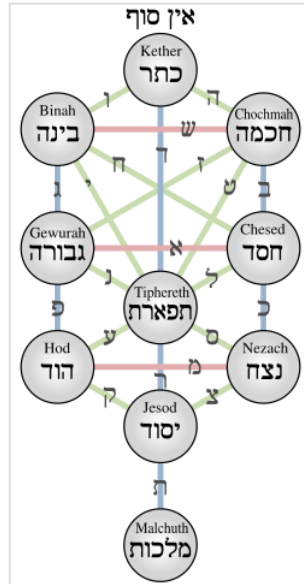 אין סוף
Kether
כתר
ו
ה
Binah
בינה
Chochmah
חכמה
ש
ד
ח
ז
ג
י
ט
ב
Gewurah
גבורה
Chesed
חסד
א
נ
ל
Tiphereth
תפארת
פ
כ
ע
ס
Hod
הוד
Nezach
נצח
מ
ר
ק
צ
Jesod
יסוד
ת
Malchuth
מלכות